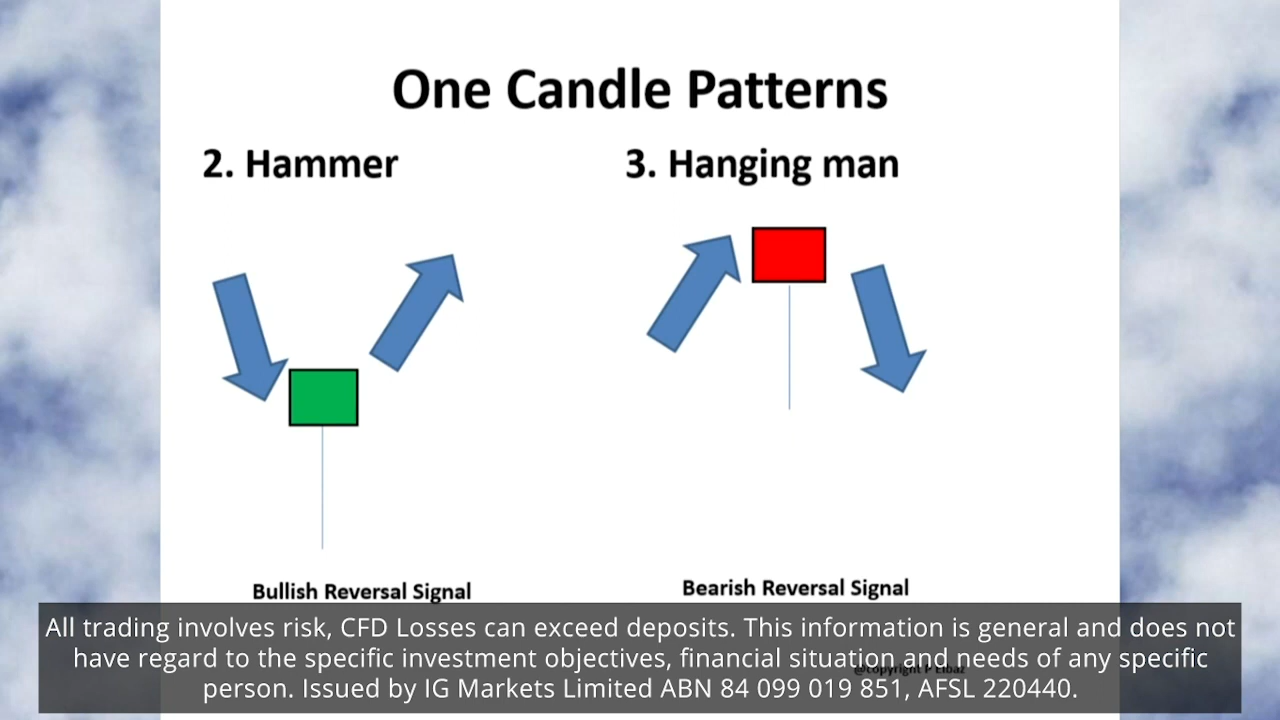 One Candle Patterns
2. Hammer
3. Hanging man
Bullish Reversal Signal
Bearish Reversal Signal
All trading involves risk, CFD Losses can exceed deposits. This information is general and does not
have regard to the specific investment objectives, financial situation and needs of any specific
person. Issued by IG Markets Limited ABN 84 099 019 851, AFSL 220440.
@copyright P Elbaz